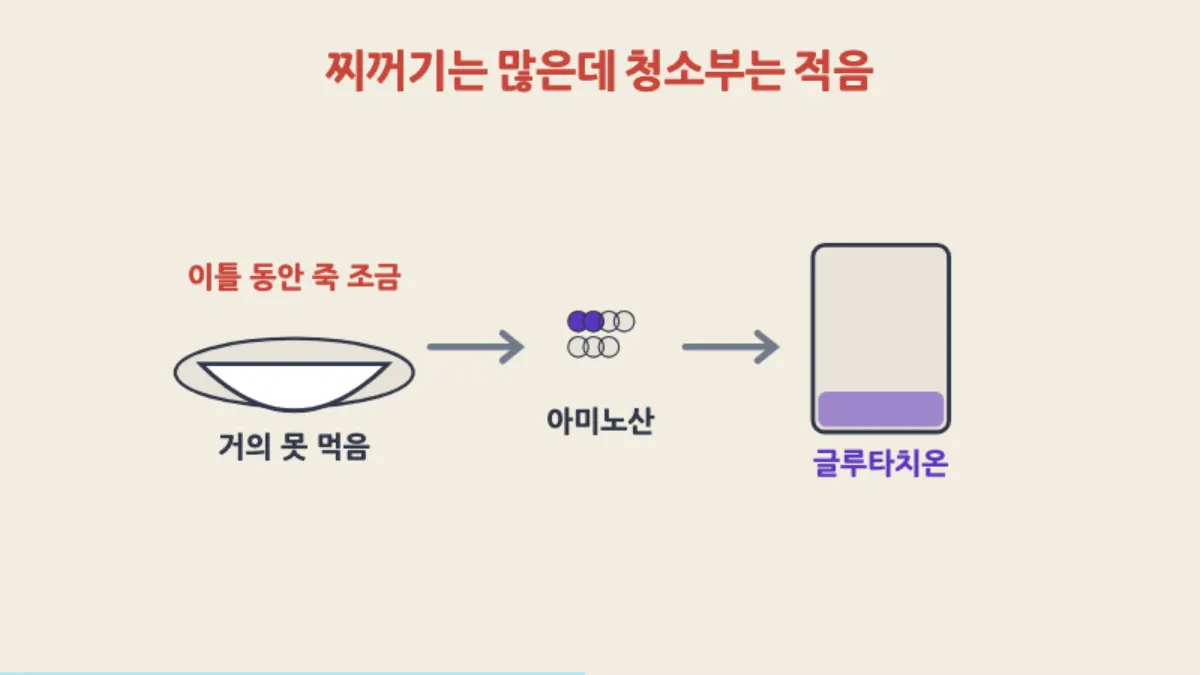 찌꺼기는 많은데 청소부는 적음
이틀 동안 죽 조금
거의 못 먹음
아미노산
글루타치온